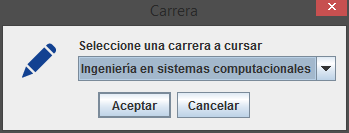 Carrera
Seleccione una carrera a cursar
Ingeniería en sistemas computacionales
Aceptar
Cancelar